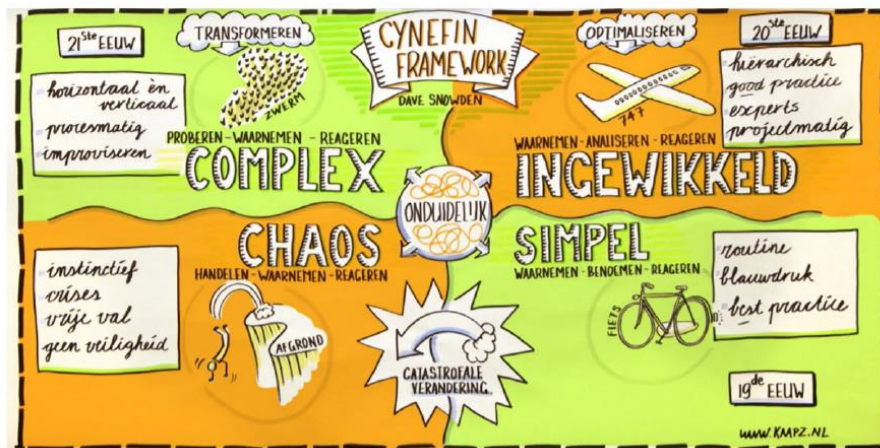 21ste EEUW
horizontaal èn
verticaal
procesmatig
improviseren
TRANSFORMEREN
ZWERM
PROBEREN-WAARNEMEN-REAGEREN
COMPLEX
CYNEFIN
FRAMEWORK
DAVE SNOWDEN
OPTIMALISEREN
747
WAARNEMEN-ANALISEREN-REAGEREN
INGEWIKKELD
20ste EEUW
hiërarchisch
good practice
experts
projectmatig
ONDUIDELIJK
CHAOS
HANDELEN-WAARNEMEN-REAGEREN
instinctief
crises
vrije val
geen veiligheid
AFGROND
CATASTROFALE
VERANDERING
SIMPEL
WAARNEMEN-BENOEMEN-REAGEREN
FIETS
routine
blauwdruk
best practice
19de EEUW
www.KMPZ.NL